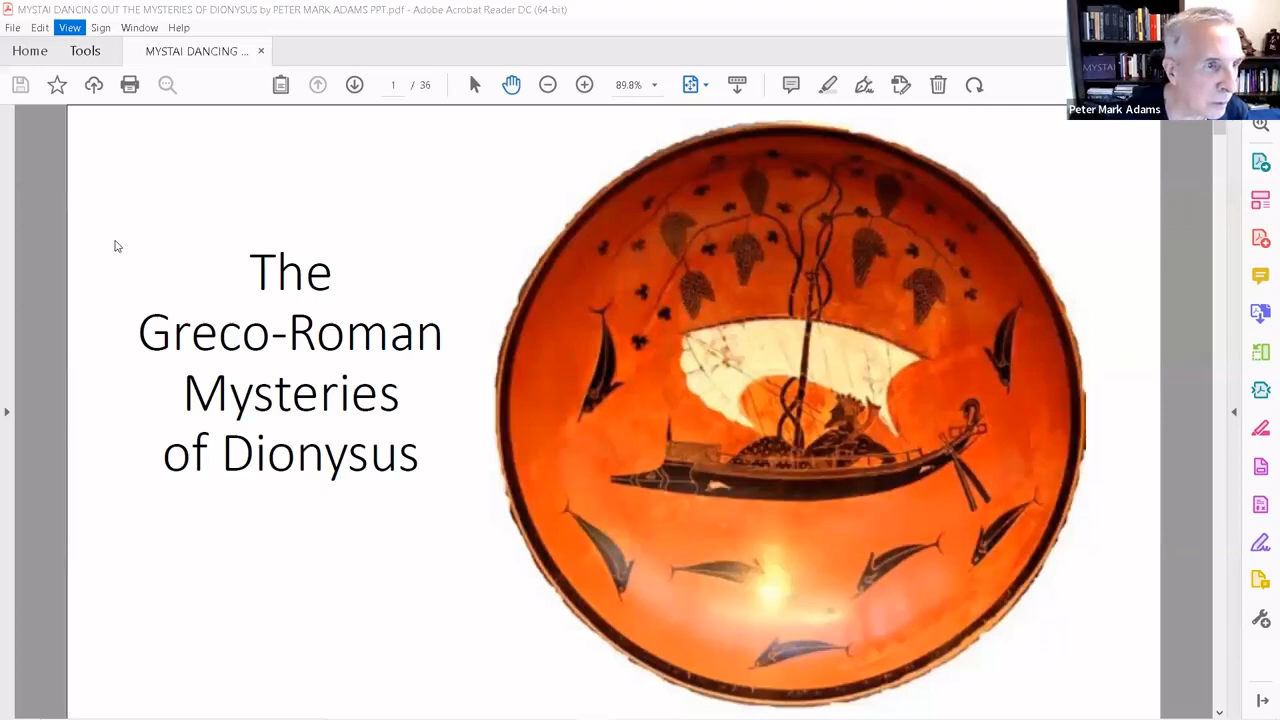 MYSTAI DANCING OUT THE MYSTERIES OF DIONYSUS by PETER MARK ADAMS PPT.pdf - Adobe Acrobat Reader DC (64-bit)
File Edit View Sign Window Help
Home Tools MYSTAI DANCING ... ×
1 / 36 89.8%
MYSTAI
Peter Mark Adams
The
Greco-Roman
Mysteries
of Dionysus